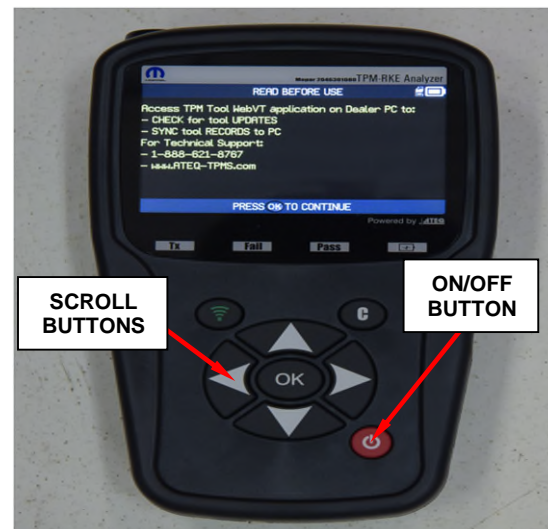 TPM-RKE Analyzer
READ BEFORE USE
Access TPM Tool WebVT application on Dealer PC to:
- CHECK for tool UPDATES
- SYNC tool RECORDS to PC
For Technical Support:
- 1-888-621-8767
- www.ATEQ-TPMS.com
PRESS OK TO CONTINUE
Powered by ATEQ
Tx Fail Pass
SCROLL
BUTTONS
ON/OFF
BUTTON
C
OK